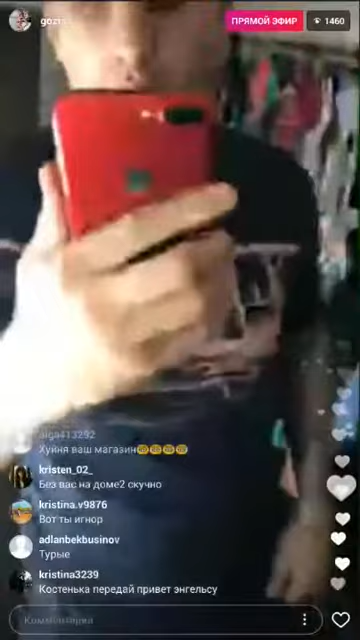 ПРЯМОЙ ЭФИР
1460
Хуйня ваш магазин
kristen_02_
Без вас на доме2 скучно
kristina.v9876
Вот ты игнор
adlanbekbusinov
Турые
kristina3239
Костенька передай привет энгельсу
Комментарий